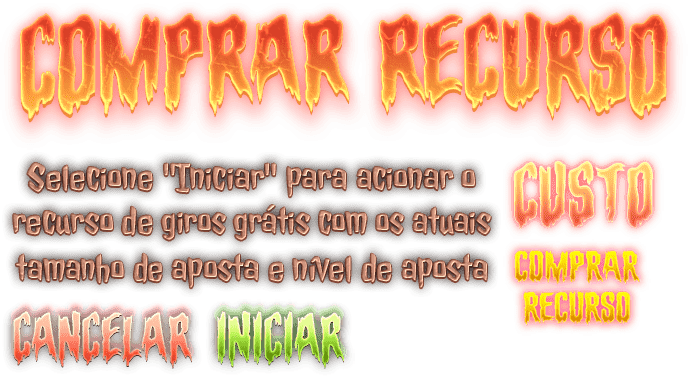 COMPRAR RECURSO
Selecione "Iniciar" para acionar o
recurso de giros grátis com os atuais
tamanho de aposta e nível de aposta
CUSTO
COMPRAR
RECURSO
CANCELAR
INICIAR